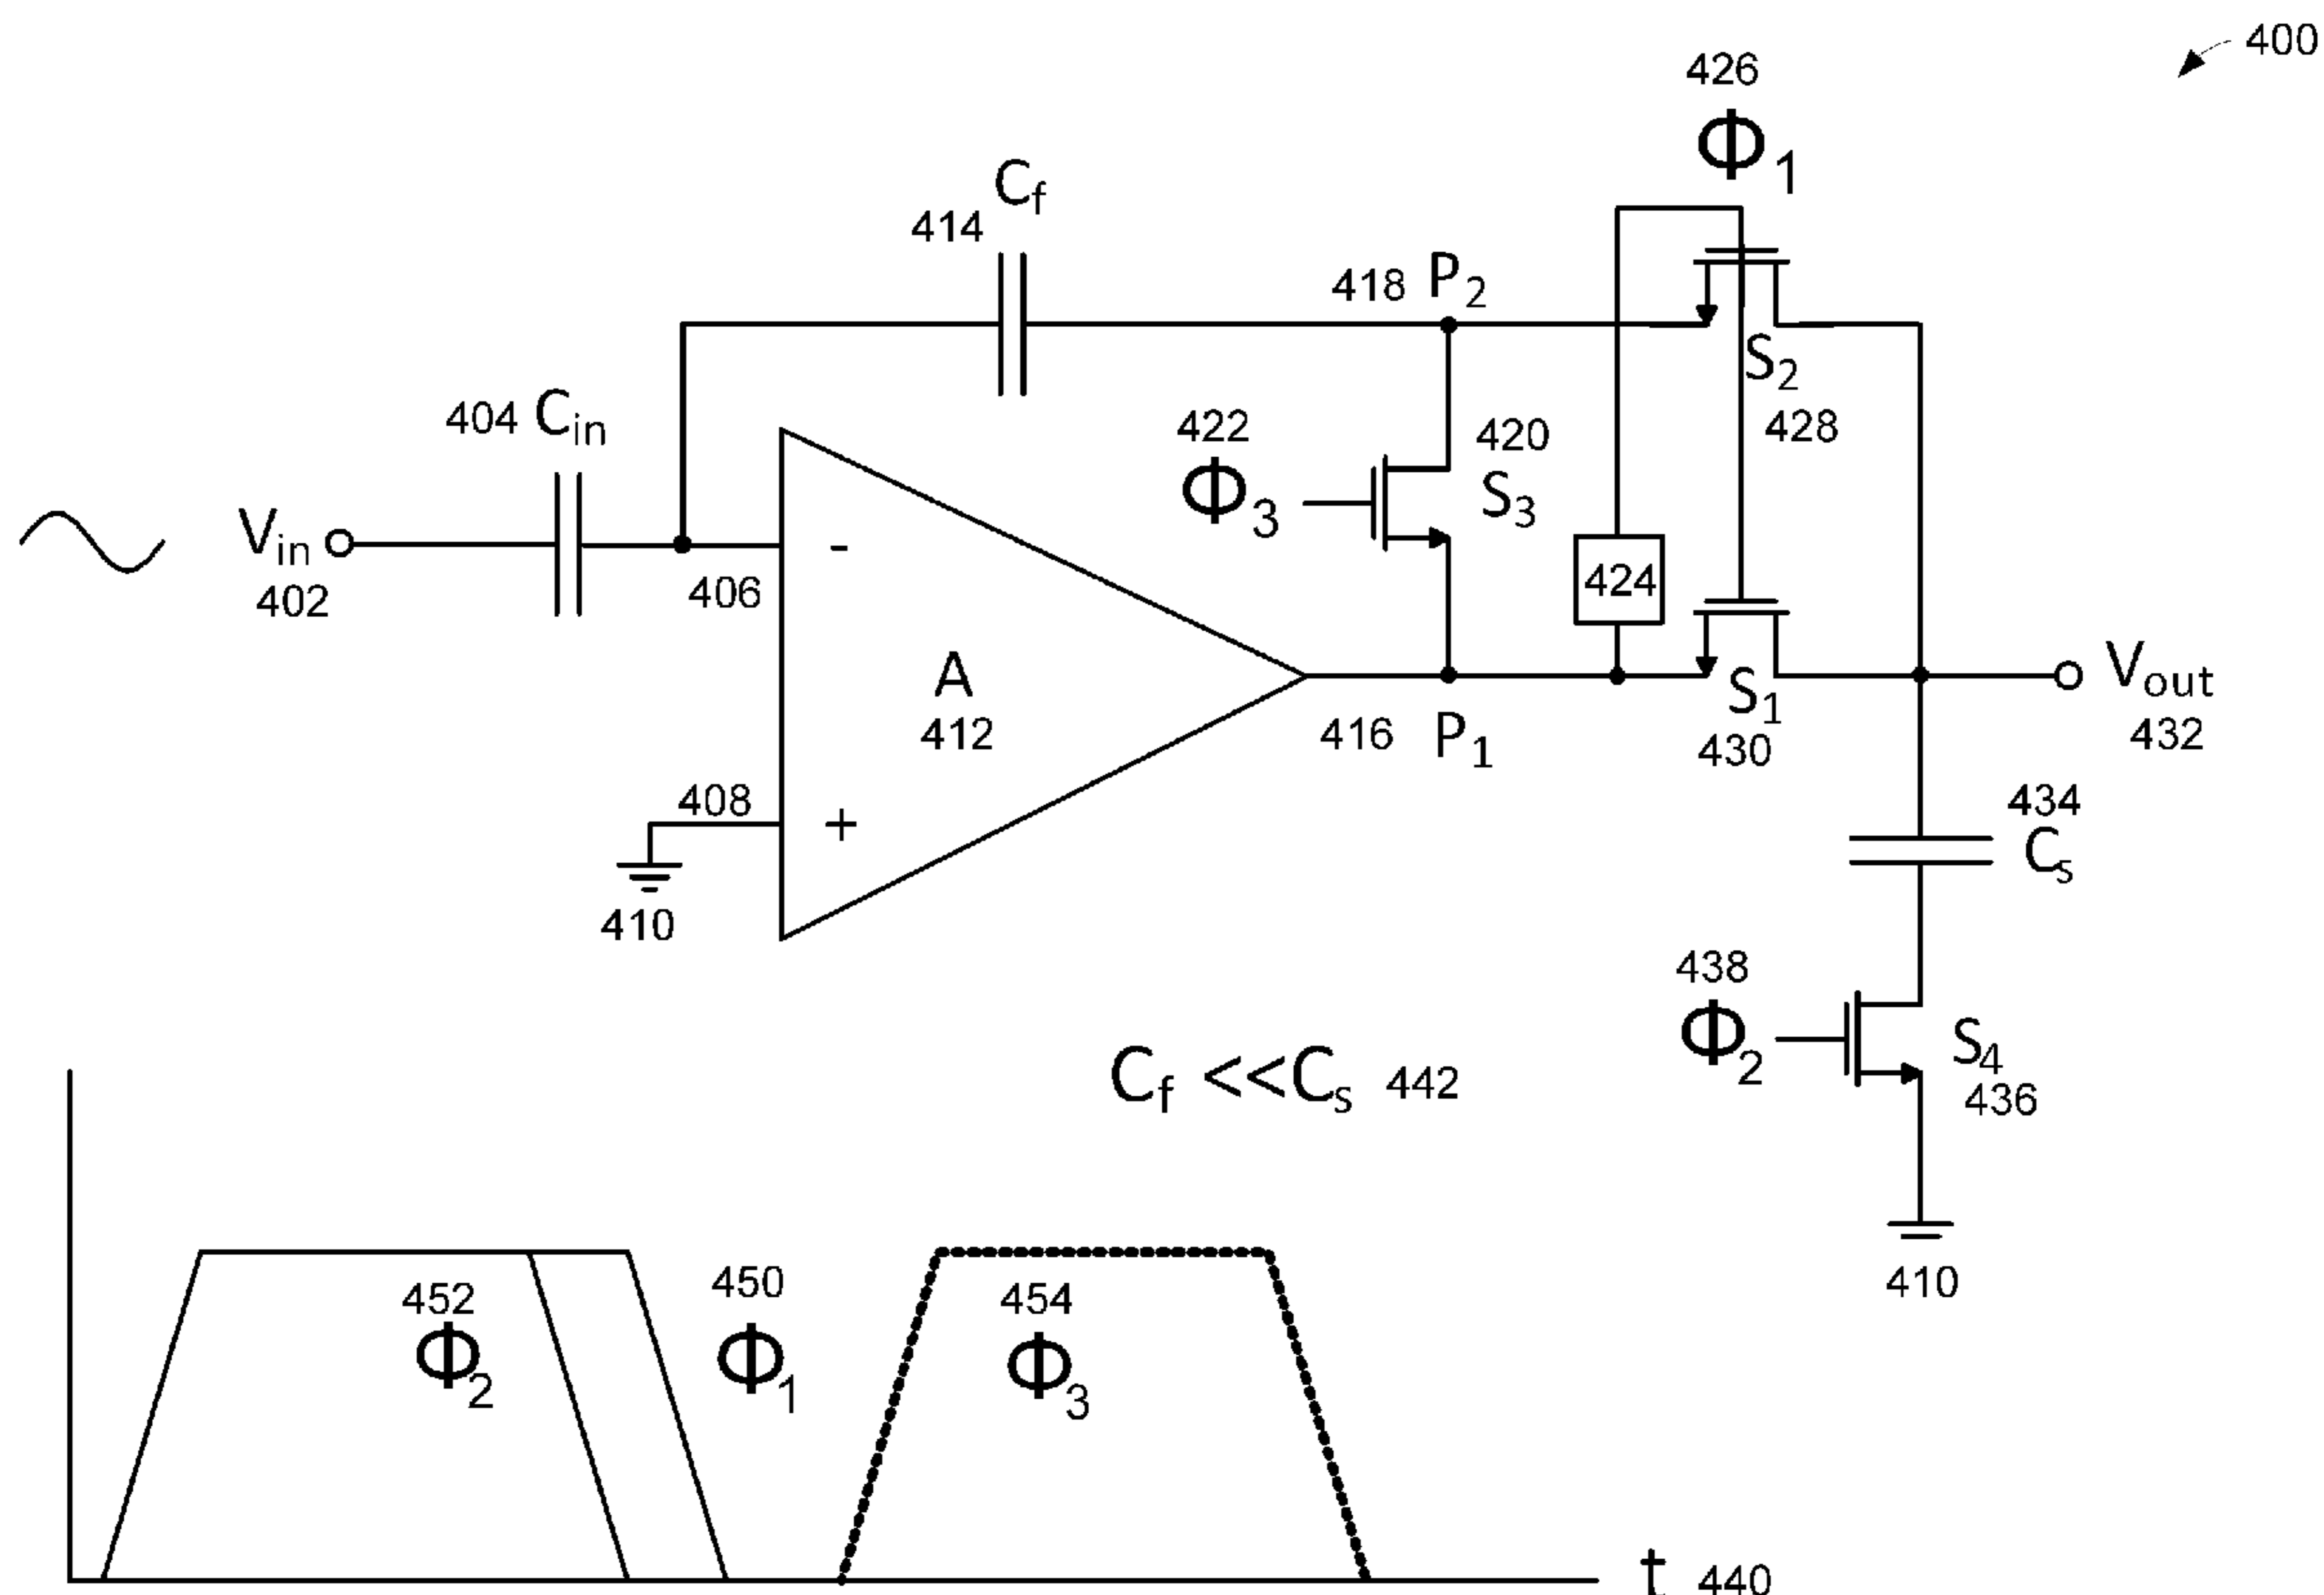 400
426
Φ1
Cf
414
418 P2
S2
428
404 Cin
422
Φ3
420
S3
Vin
402
406
-
424
A
412
416 P1
S1
430
Vout
432
408
+
410
434
Cs
438
Φ2
S4
436
Cf <<Cs 442
410
452
Φ2
450
Φ1
454
Φ3
t 440